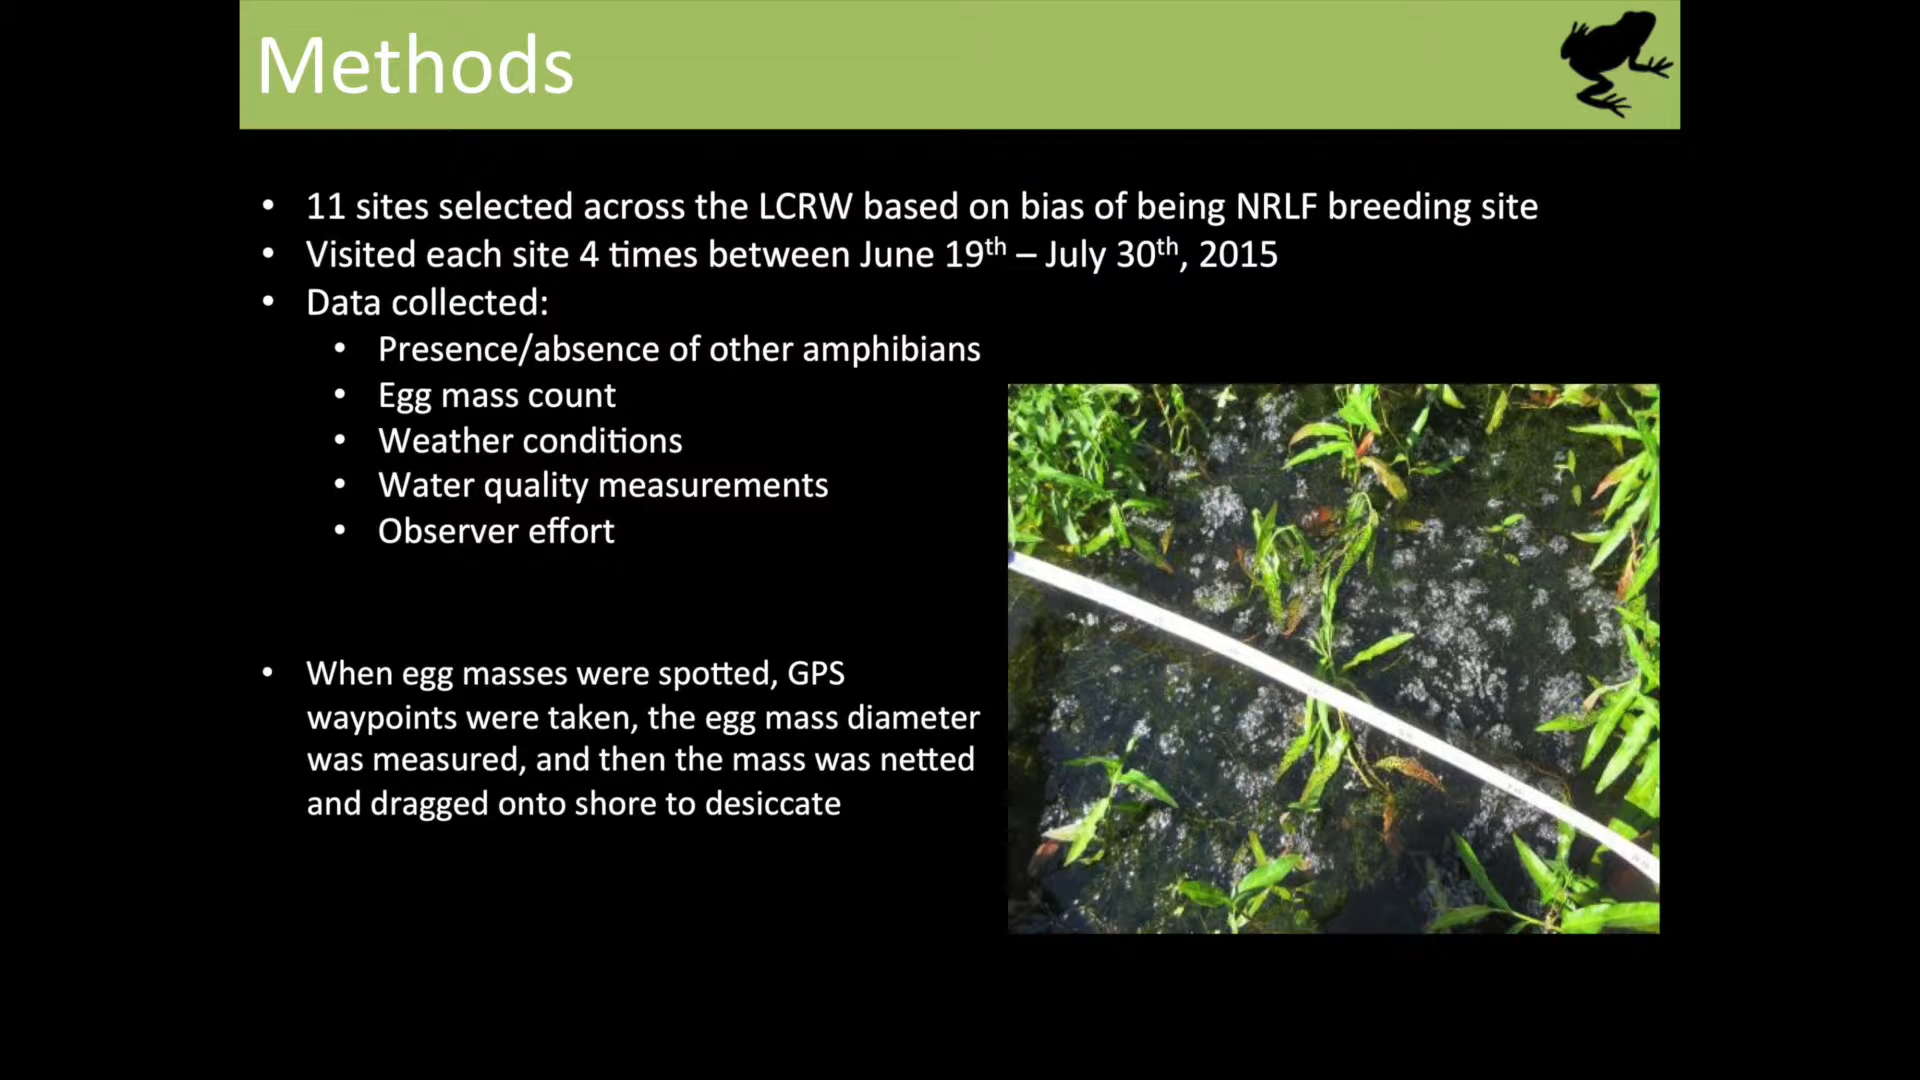 Methods
• 11 sites selected across the LCRW based on bias of being NRLF breeding site
• Visited each site 4 times between June 19th – July 30th, 2015
• Data collected:
• Presence/absence of other amphibians
• Egg mass count
• Weather conditions
• Water quality measurements
• Observer effort
• When egg masses were spotted, GPS
waypoints were taken, the egg mass diameter
was measured, and then the mass was netted
and dragged onto shore to desiccate